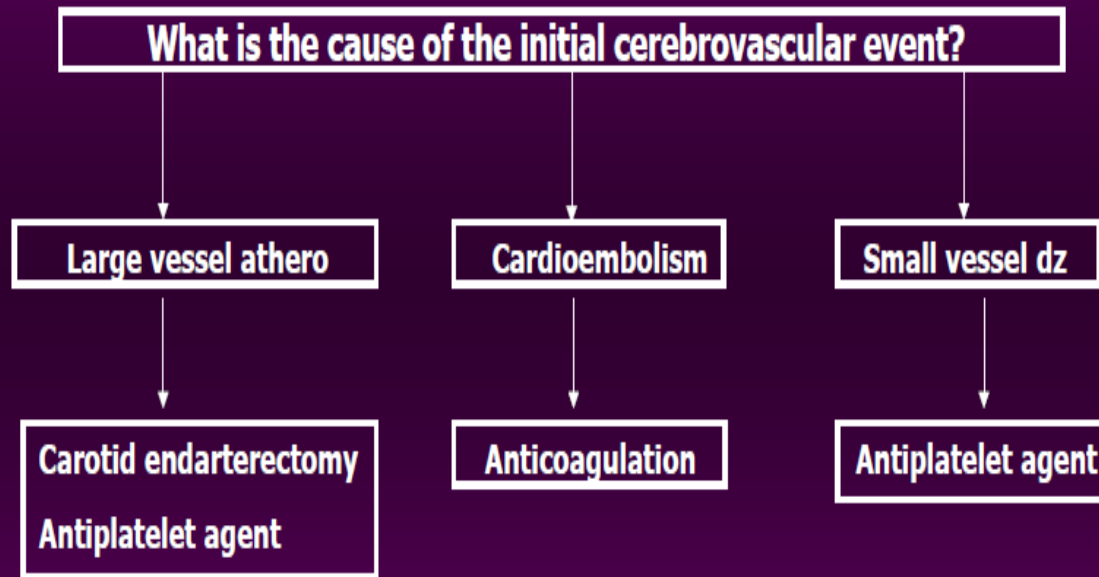 What is the cause of the initial cerebrovascular event?
Large vessel athero
Cardioembolism
Small vessel dz
Carotid endarterectomy
Antiplatelet agent
Anticoagulation
Antiplatelet agent